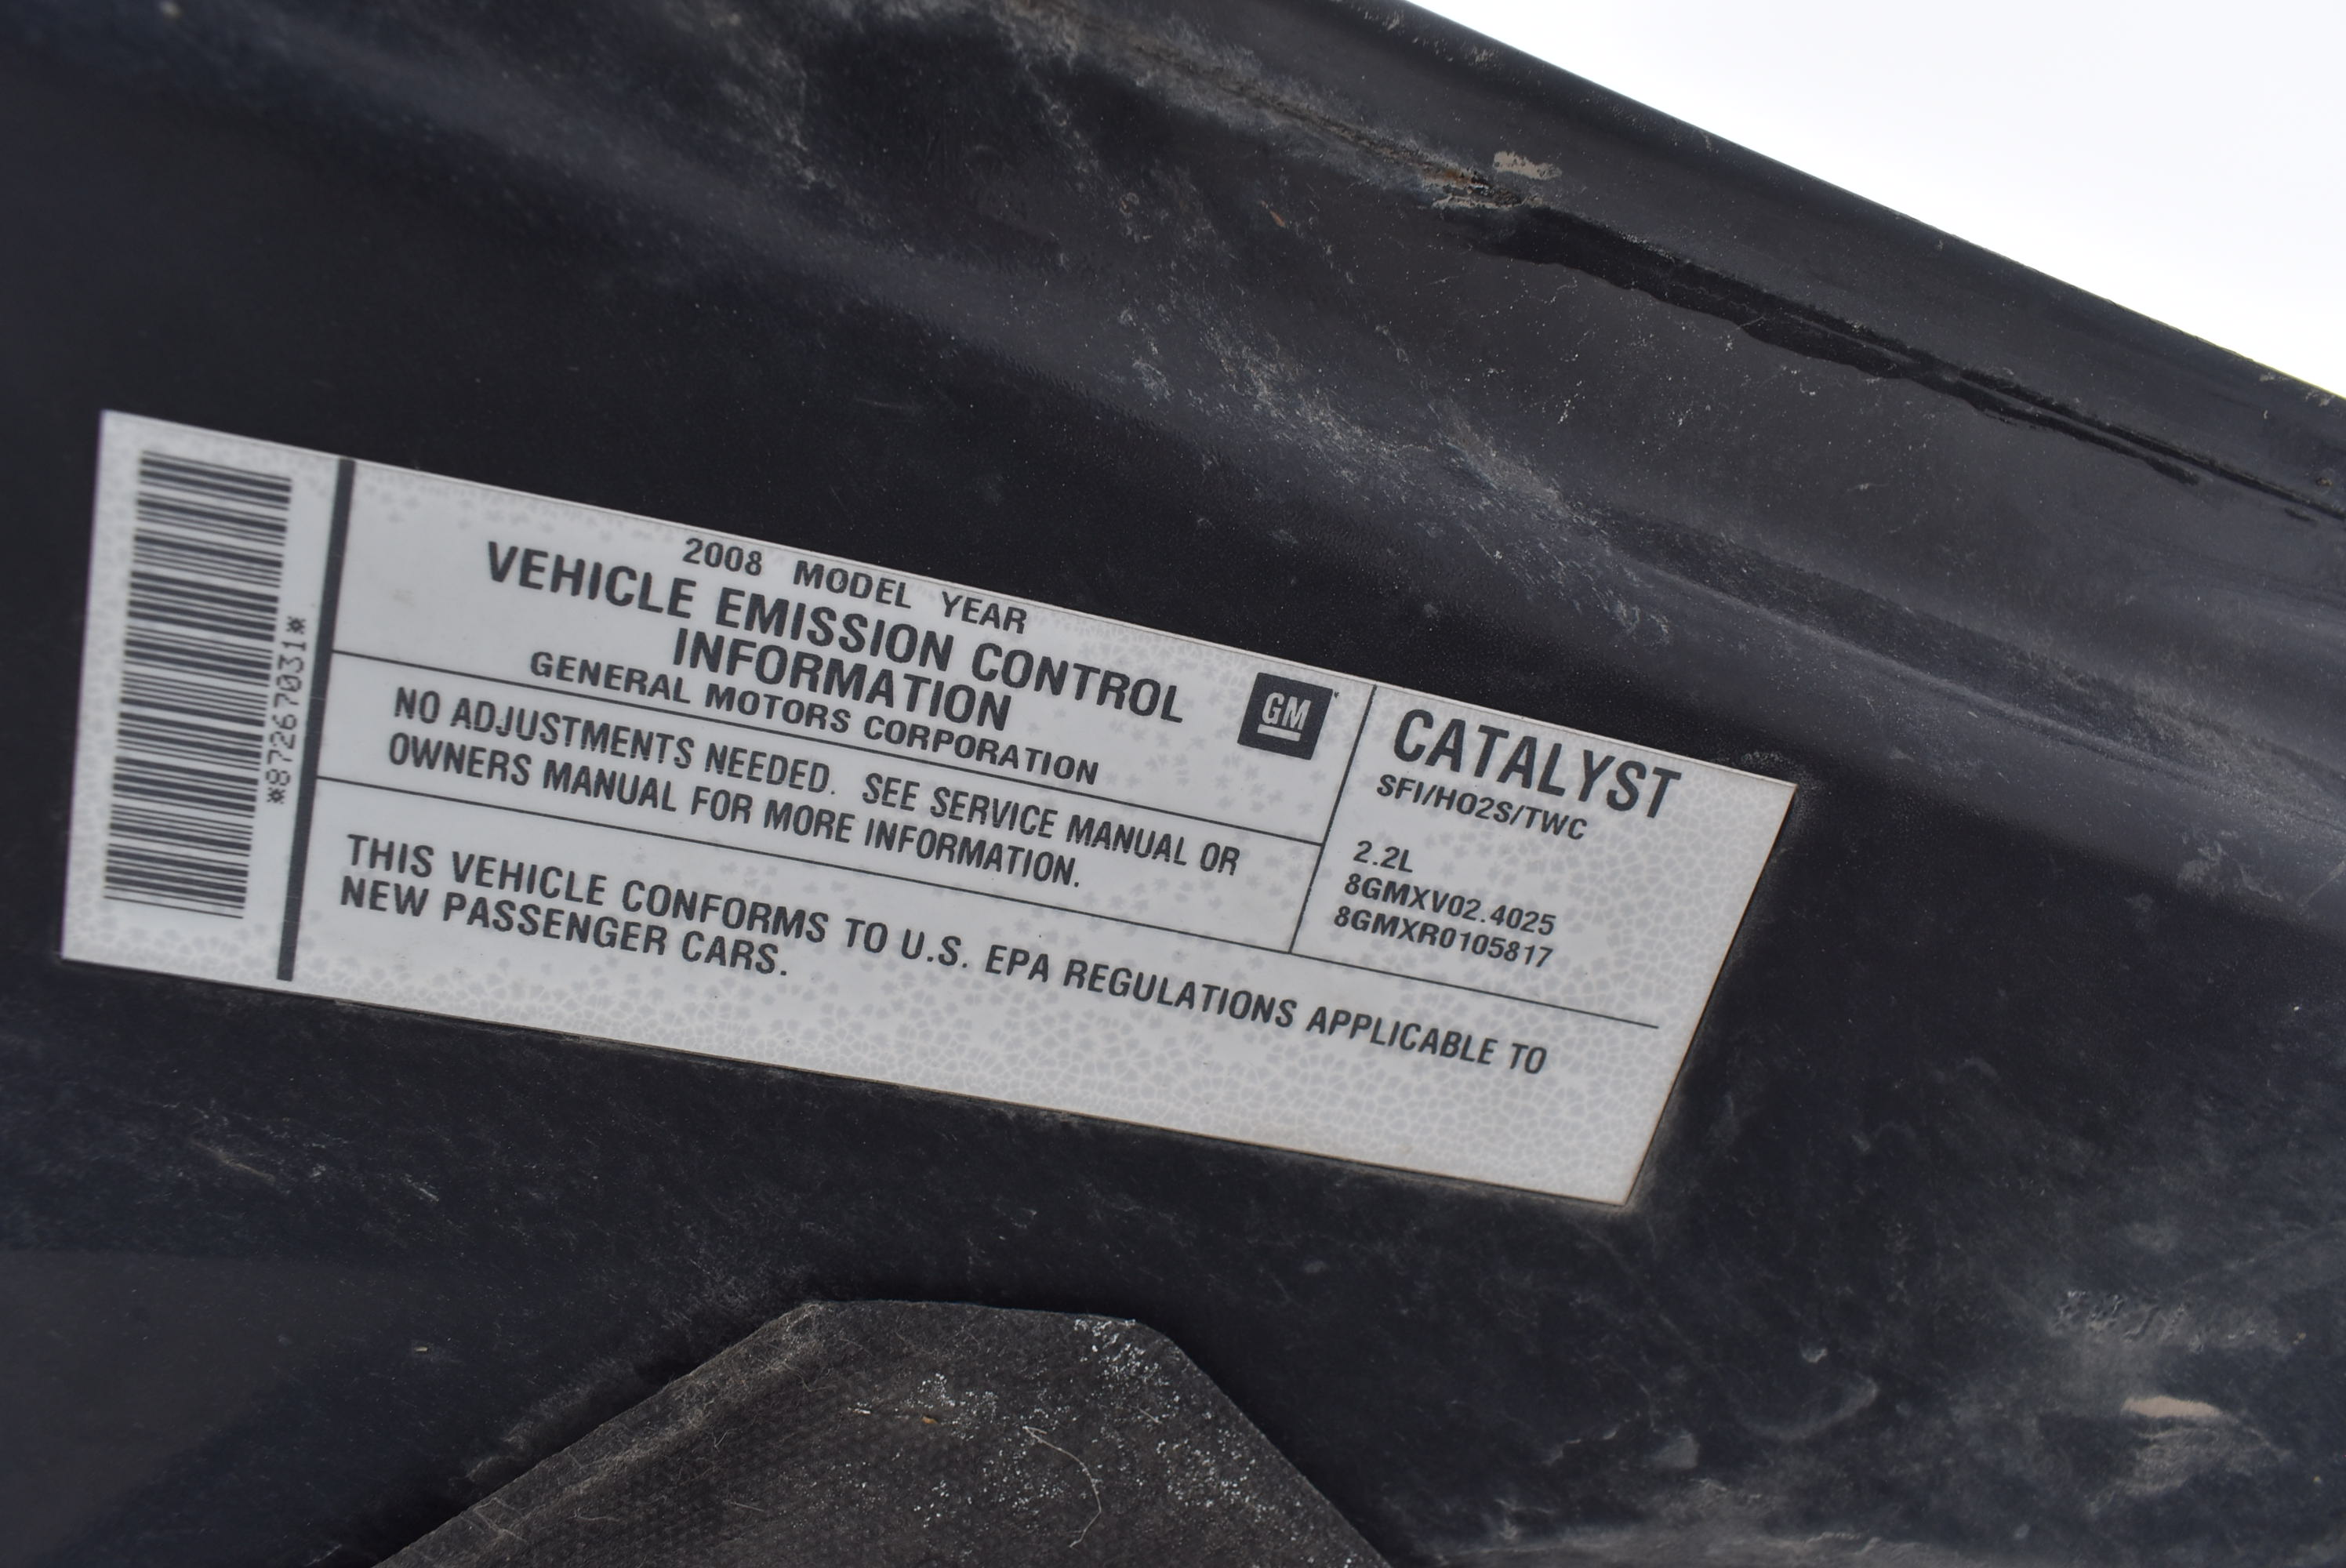 *87267031*
2008 MODEL YEAR
VEHICLE EMISSION CONTROL
INFORMATION
GENERAL MOTORS CORPORATION
GM
NO ADJUSTMENTS NEEDED. SEE SERVICE MANUAL OR
OWNERS MANUAL FOR MORE INFORMATION.
CATALYST
SFI/HO2S/TWC
2.2L
8GMXV02.4025
8GMXR0105817
THIS VEHICLE CONFORMS TO U.S. EPA REGULATIONS APPLICABLE TO
NEW PASSENGER CARS.